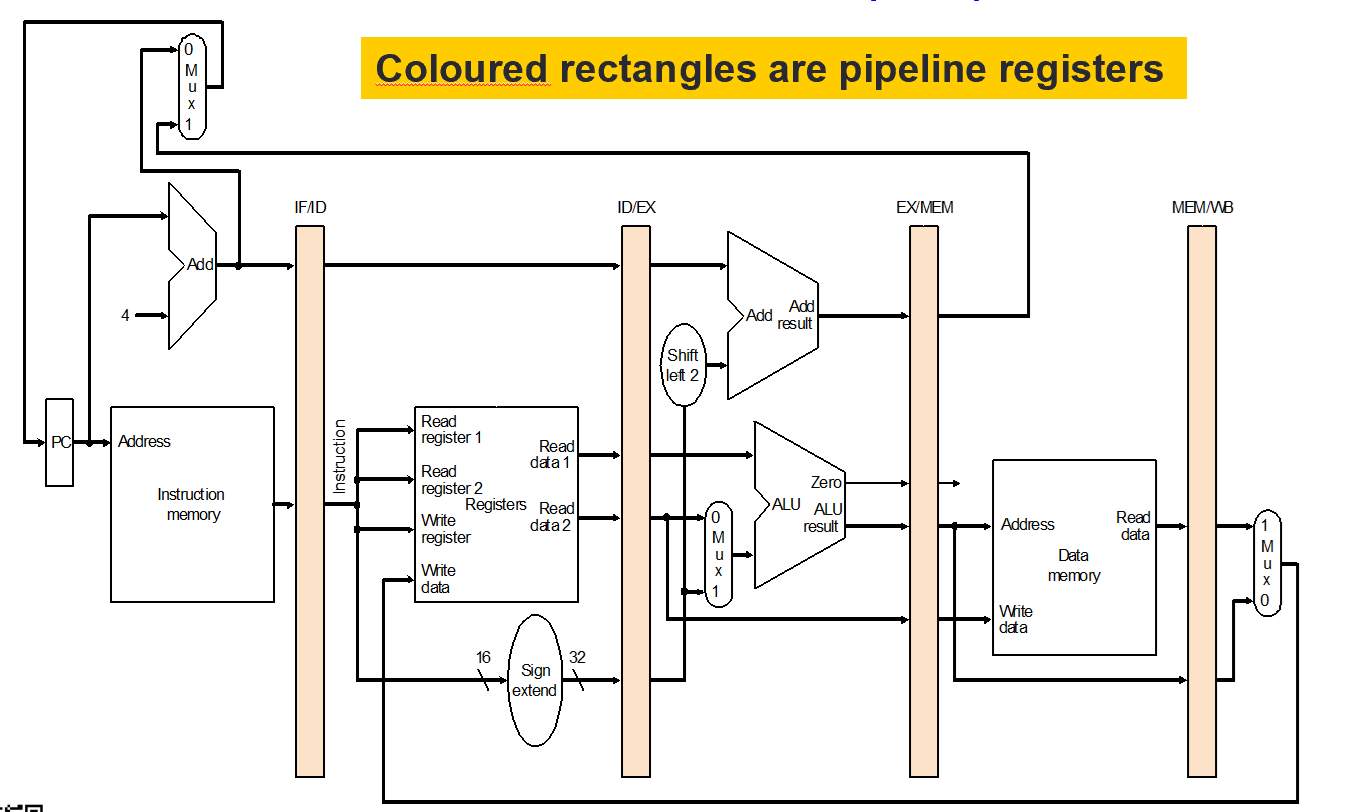 Coloured rectangles are pipeline registers
0
M
u
x
1
IF/ID
ID/EX
EX/MEM
MEM/WB
Add
4
Add
Add
result
Shift
left 2
PC
Address
Instruction
memory
Instruction
Read
register 1
Read
register 2
Registers
Write
register
Write
data
Read
data 1
Read
data 2
0
M
u
x
1
Zero
ALU
ALU
result
Address
Read
data
Data
memory
Write
data
1
M
u
x
0
16
Sign
extend
32